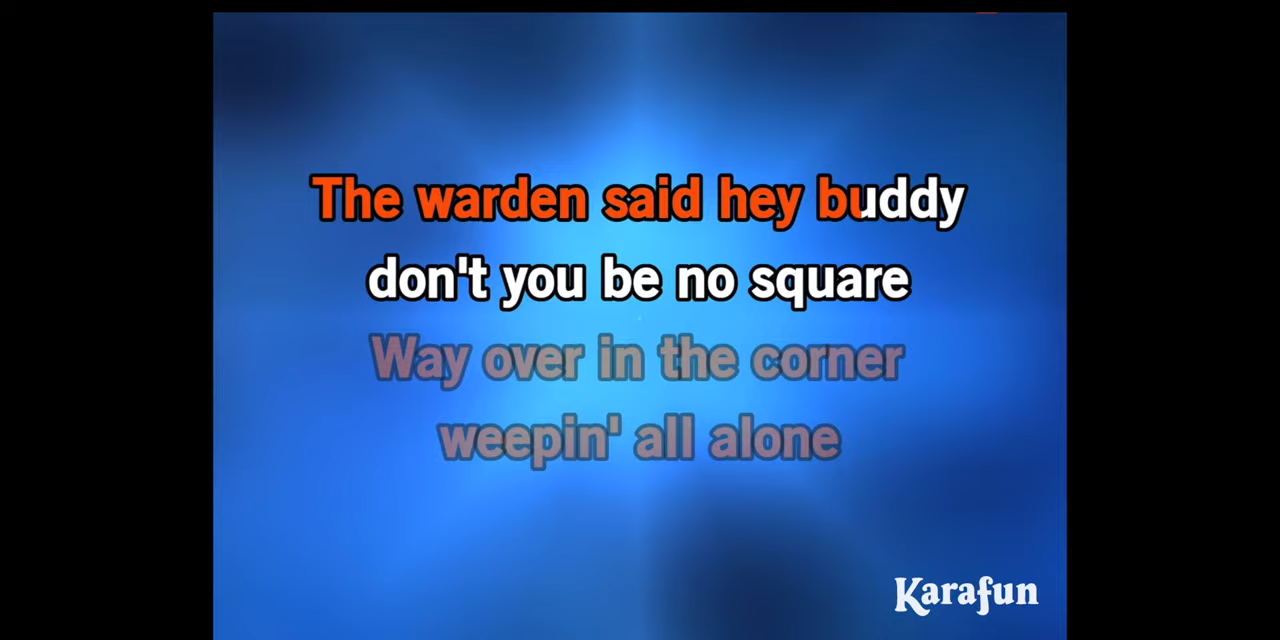 The warden said hey buddy
don't you be no square
Way over in the corner
weepin' all alone
Karafun